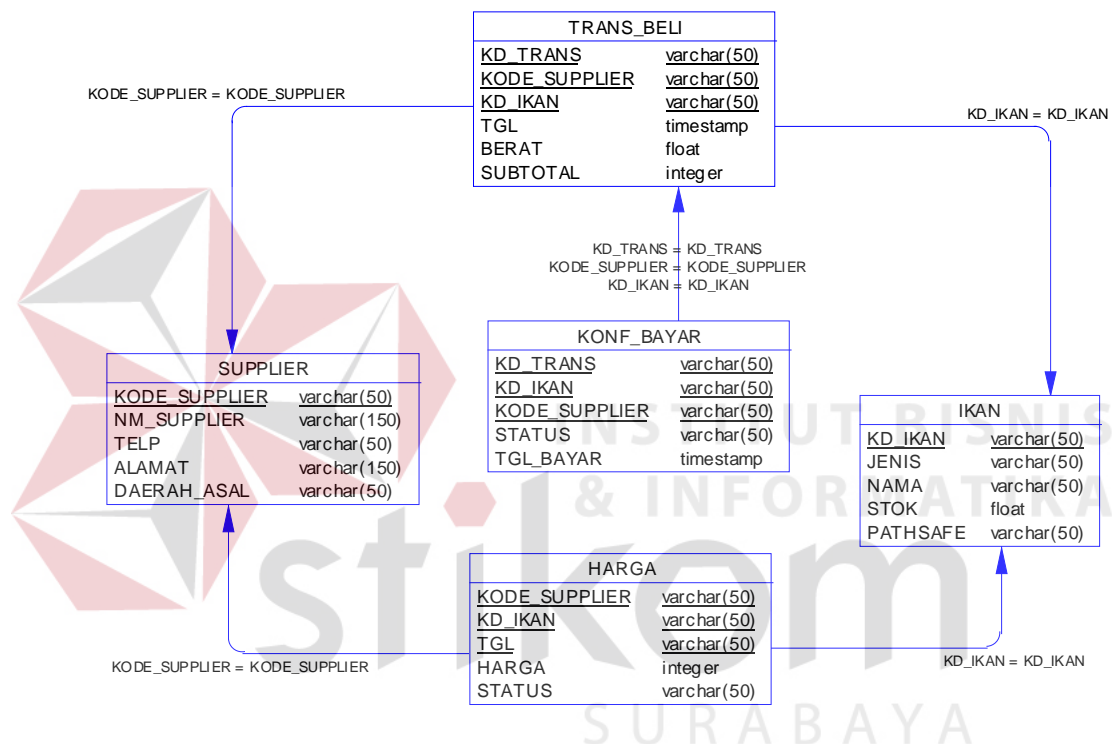 TRANS_BELI
KD_TRANS varchar(50)
KODE_SUPPLIER varchar(50)
KD_IKAN varchar(50)
TGL timestamp
BERAT float
SUBTOTAL integer
KODE_SUPPLIER = KODE_SUPPLIER
KD_IKAN = KD_IKAN
KD_TRANS = KD_TRANS
KODE_SUPPLIER = KODE_SUPPLIER
KD_IKAN = KD_IKAN
KONF_BAYAR
KD_TRANS varchar(50)
KD_IKAN varchar(50)
KODE_SUPPLIER varchar(50)
STATUS varchar(50)
TGL_BAYAR timestamp
SUPPLIER
KODE_SUPPLIER varchar(50)
NM_SUPPLIER varchar(150)
TELP varchar(50)
ALAMAT varchar(150)
DAERAH_ASAL varchar(50)
IKAN
KD_IKAN varchar(50)
JENIS varchar(50)
NAMA varchar(50)
STOK float
PATHSAFE varchar(50)
HARGA
KODE_SUPPLIER varchar(50)
KD_IKAN varchar(50)
TGL varchar(50)
HARGA integer
STATUS varchar(50)
KODE_SUPPLIER = KODE_SUPPLIER
KD_IKAN = KD_IKAN
INSTITUT BISNIS
& INFORMATIKA
stikom
SURABAYA